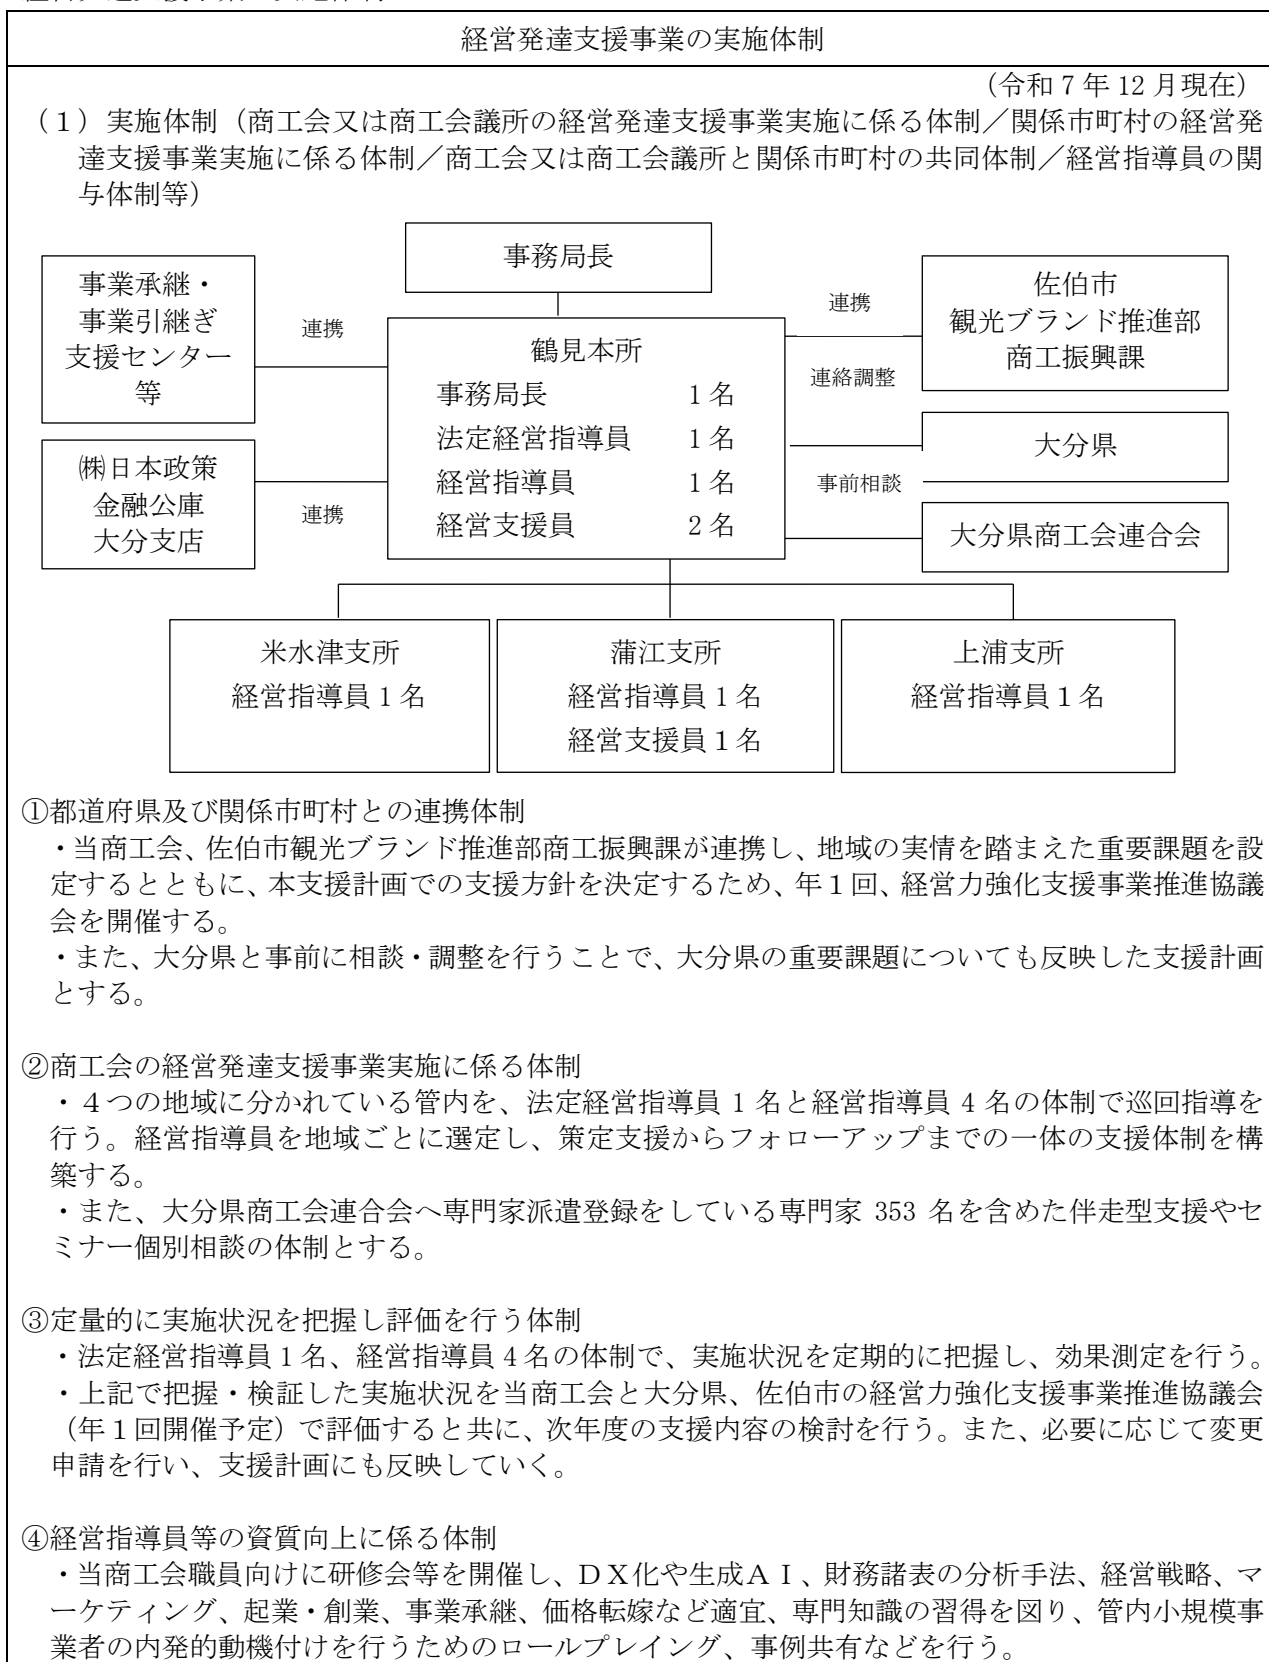 経営発達支援事業の実施体制
（令和 7 年 12 月現在）
（１）実施体制（商工会又は商工会議所の経営発達支援事業実施に係る体制／関係市町村の経営発
達支援事業実施に係る体制／商工会又は商工会議所と関係市町村の共同体制／経営指導員の関
与体制等）
事務局長
事業承継・
事業引継ぎ
支援センター
等
連携
鶴見本所
事務局長 1 名
法定経営指導員 1 名
経営指導員 1 名
経営支援員 2 名
連携
連絡調整
佐伯市
観光ブランド推進部
商工振興課
大分県
事前相談
㈱日本政策
金融公庫
大分支店
連携
大分県商工会連合会
米水津支所
経営指導員 1 名
蒲江支所
経営指導員 1 名
経営支援員１名
上浦支所
経営指導員１名
①都道府県及び関係市町村との連携体制
・当商工会、佐伯市観光ブランド推進部商工振興課が連携し、地域の実情を踏まえた重要課題を設
定するとともに、本支援計画での支援方針を決定するため、年１回、経営力強化支援事業推進協議
会を開催する。
・また、大分県と事前に相談・調整を行うことで、大分県の重要課題についても反映した支援計画
とする。
②商工会の経営発達支援事業実施に係る体制
・４つの地域に分かれている管内を、法定経営指導員 1 名と経営指導員 4 名の体制で巡回指導を
行う。経営指導員を地域ごとに選定し、策定支援からフォローアップまでの一体の支援体制を構
築する。
・また、大分県商工会連合会へ専門家派遣登録をしている専門家 353 名を含めた伴走型支援やセ
ミナー個別相談の体制とする。
③定量的に実施状況を把握し評価を行う体制
・法定経営指導員 1 名、経営指導員 4 名の体制で、実施状況を定期的に把握し、効果測定を行う。
・上記で把握・検証した実施状況を当商工会と大分県、佐伯市の経営力強化支援事業推進協議会
（年１回開催予定）で評価すると共に、次年度の支援内容の検討を行う。また、必要に応じて変更
申請を行い、支援計画にも反映していく。
④経営指導員等の資質向上に係る体制
・当商工会職員向けに研修会等を開催し、ＤＸ化や生成ＡＩ、財務諸表の分析手法、経営戦略、マ
ーケティング、起業・創業、事業承継、価格転嫁など適宜、専門知識の習得を図り、管内小規模事
業者の内発的動機付けを行うためのロールプレイング、事例共有などを行う。